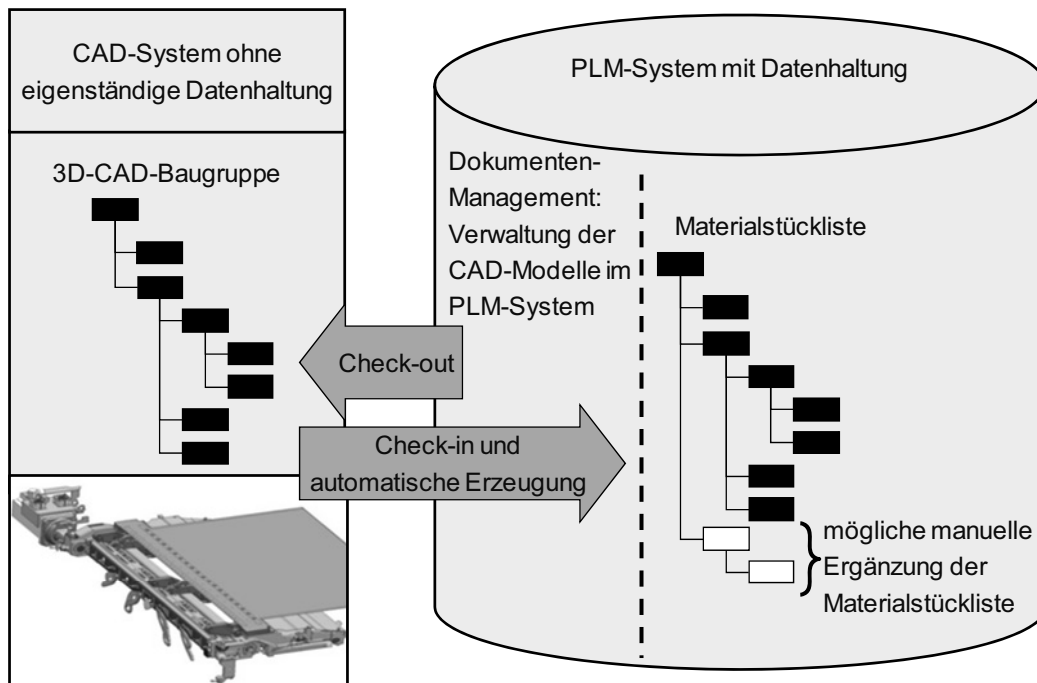 CAD-System ohne
eigenständige Datenhaltung
3D-CAD-Baugruppe
PLM-System mit Datenhaltung
Dokumenten-
Management:
Verwaltung der
CAD-Modelle im
PLM-System
Materialstückliste
Check-out
Check-in und
automatische Erzeugung
mögliche manuelle
Ergänzung der
Materialstückliste